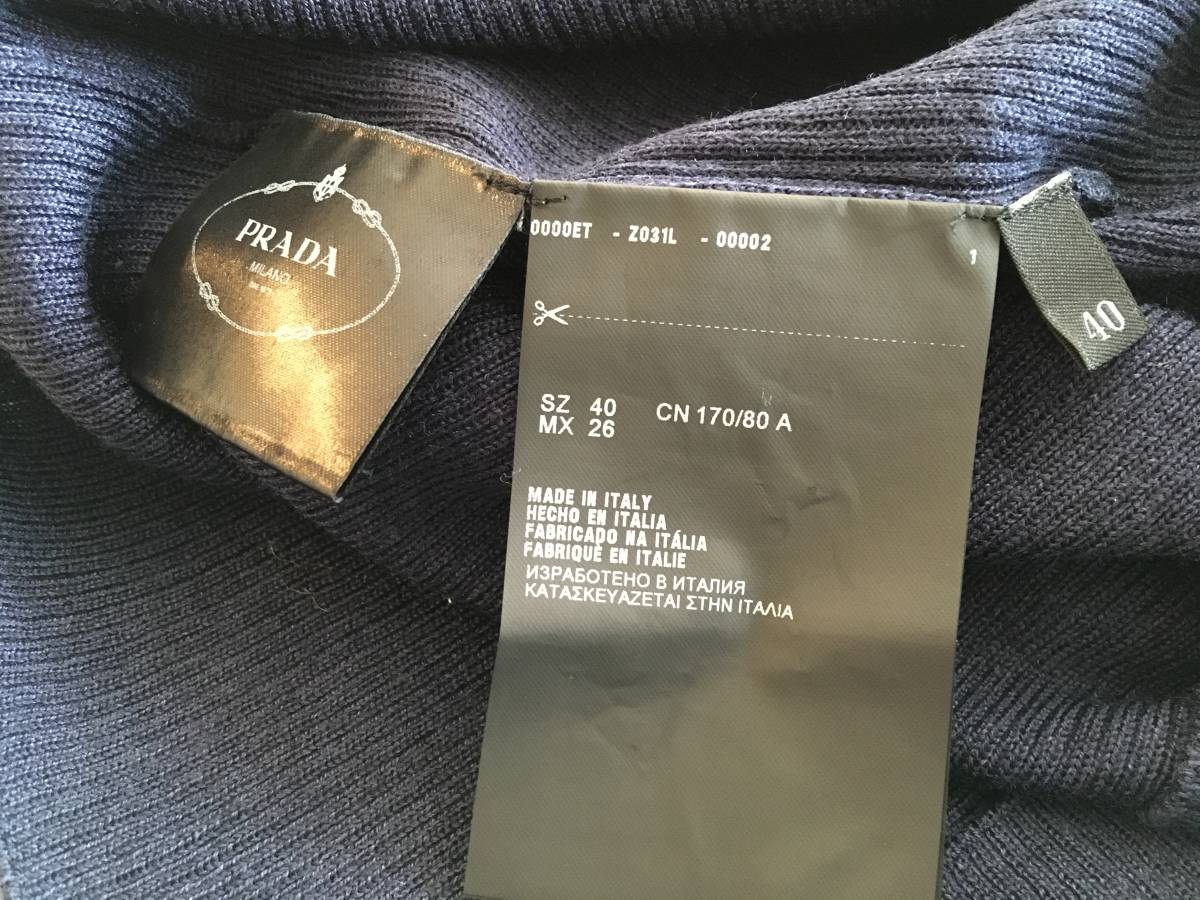 PRADA
MILANO
0000ET - Z031L - 00002
1
SZ 40 CN 170/80 A
MX 26
MADE IN ITALY
HECHO EN ITALIA
FABRICADO NA ITÁLIA
FABRIQUÉ EN ITALIE
ИЗРАБОТЕНО В ИТАЛИЯ
ΚΑΤΑΣΚΕΥΑΖΕΤΑΙ ΣΤΗΝ ΙΤΑΛΙΑ
40